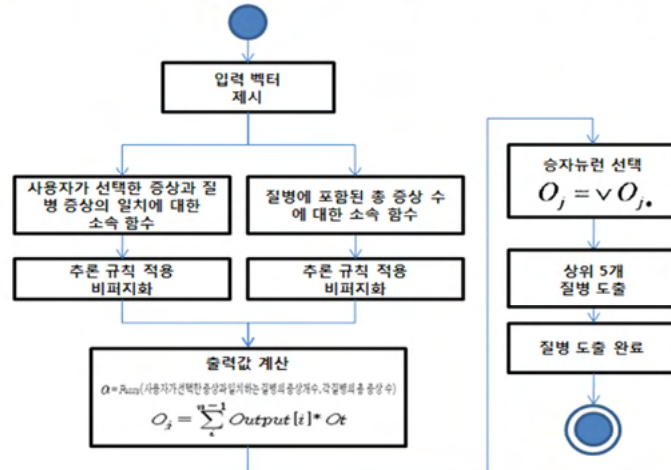 입력 벡터
제시
사용자가 선택한 증상과 질
병 증상의 일치에 대한
소속 함수
질병에 포함된 총 증상 수
에 대한 소속 함수
추론 규칙 적용
비퍼지화
추론 규칙 적용
비퍼지화
출력값 계산
α = Fuzzy(사용자가선택한증상과일치하는질병의증상개수, 각질병의총 증상 수)
O_j = \sum_{i}^{n-1} Output[i]* Ot
승자뉴런 선택
O_j = ∨ O_{j•}
상위 5개
질병 도출
질병 도출 완료